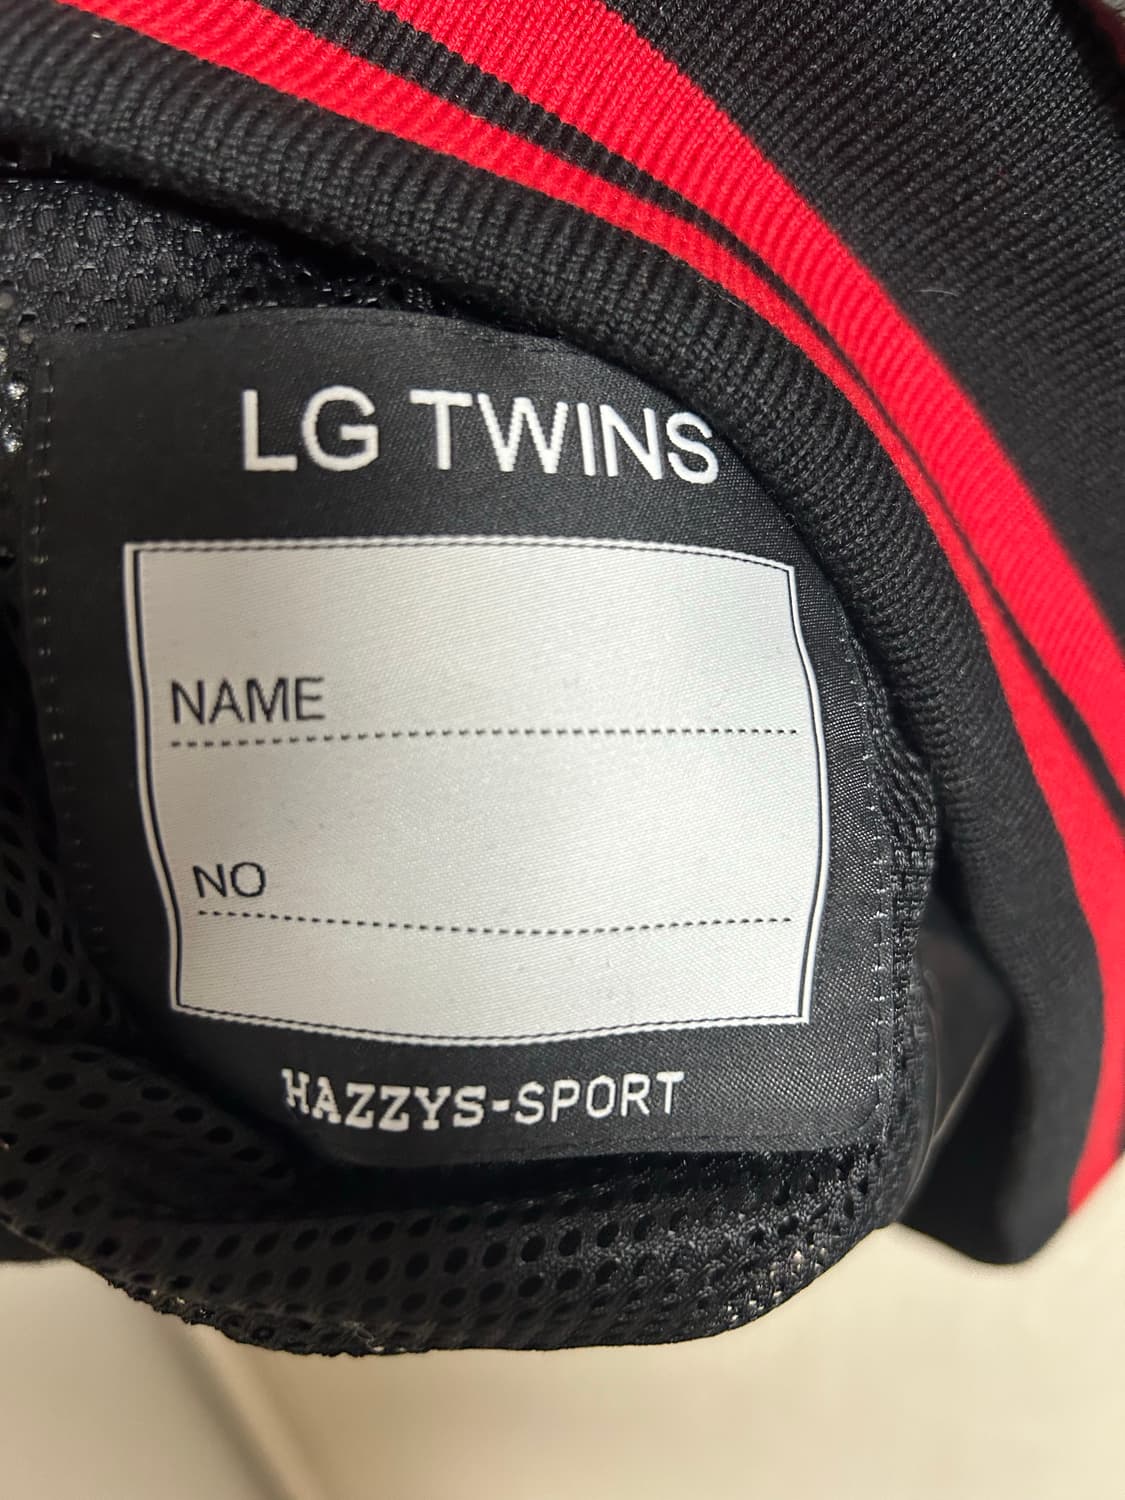 LG TWINS
NAME
NO
HAZZYS-SPORT